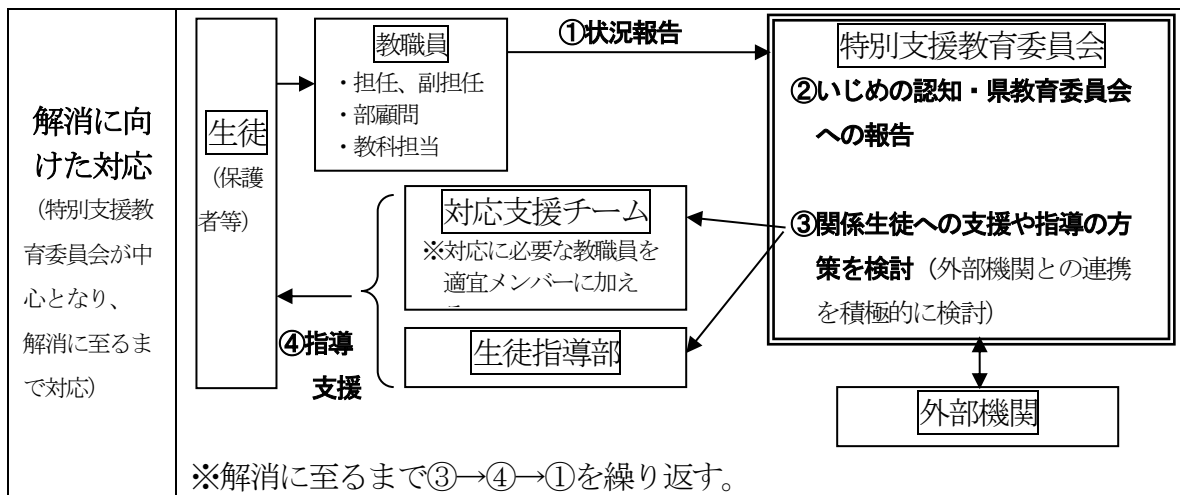 解消に向
けた対応
(特別支援教
育委員会が中
心となり、
解消に至るま
で対応)
生徒
(保護
者等)
教職員
・担任、副担任
・部顧問
・教科担当
①状況報告
特別支援教育委員会
②いじめの認知・県教育委員会
への報告
③関係生徒への支援や指導の方
策を検討(外部機関との連携
を積極的に検討)
対応支援チーム
※対応に必要な教職員を
適宜メンバーに加え
生徒指導部
④指導
支援
外部機関
※解消に至るまで③→④→①を繰り返す。